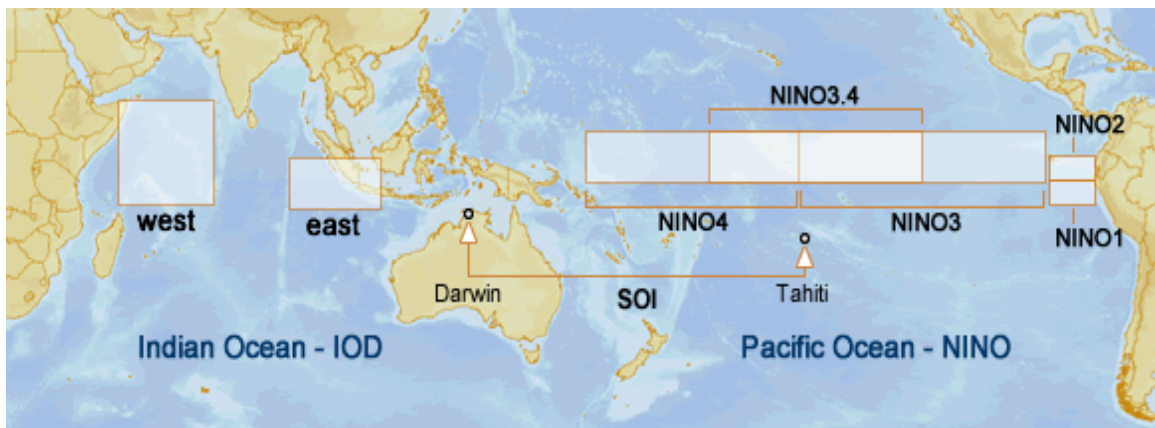 NINO3.4
NINO2
west
east
NINO4
NINO3
NINO1
Darwin
SOI
Tahiti
Indian Ocean - IOD
Pacific Ocean - NINO